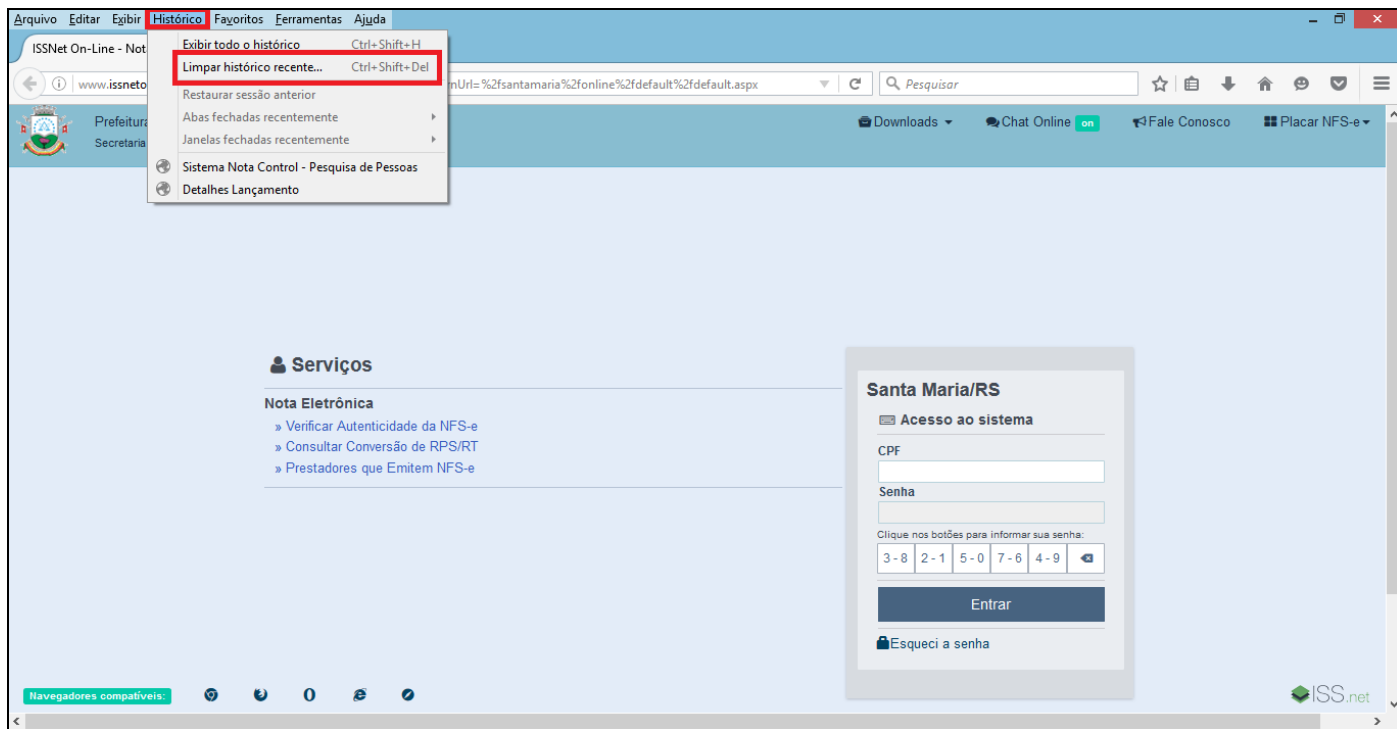 Arquivo Editar Exibir Histórico Favoritos Ferramentas Ajuda
ISSNet On-Line - Not
Exibir todo o histórico Ctrl+Shift+H
Limpar histórico recente... Ctrl+Shift+Del
Restaurar sessão anterior
Abas fechadas recentemente
Janelas fechadas recentemente
Sistema Nota Control - Pesquisa de Pessoas
Detalhes Lançamento
www.issneto
nUrl=%2fsantamaria%2fonline%2fdefault%2fdefault.aspx
Pesquisar
Prefeitura
Secretaria
Downloads
Chat Online on
Fale Conosco
Placar NFS-e
Serviços
Nota Eletrônica
» Verificar Autenticidade da NFS-e
» Consultar Conversão de RPS/RT
» Prestadores que Emitem NFS-e
Santa Maria/RS
Acesso ao sistema
CPF
Senha
Clique nos botões para informar sua senha:
3 - 8 2 - 1 5 - 0 7 - 6 4 - 9
Entrar
Esqueci a senha
Navegadores compatíveis:
ISS.net